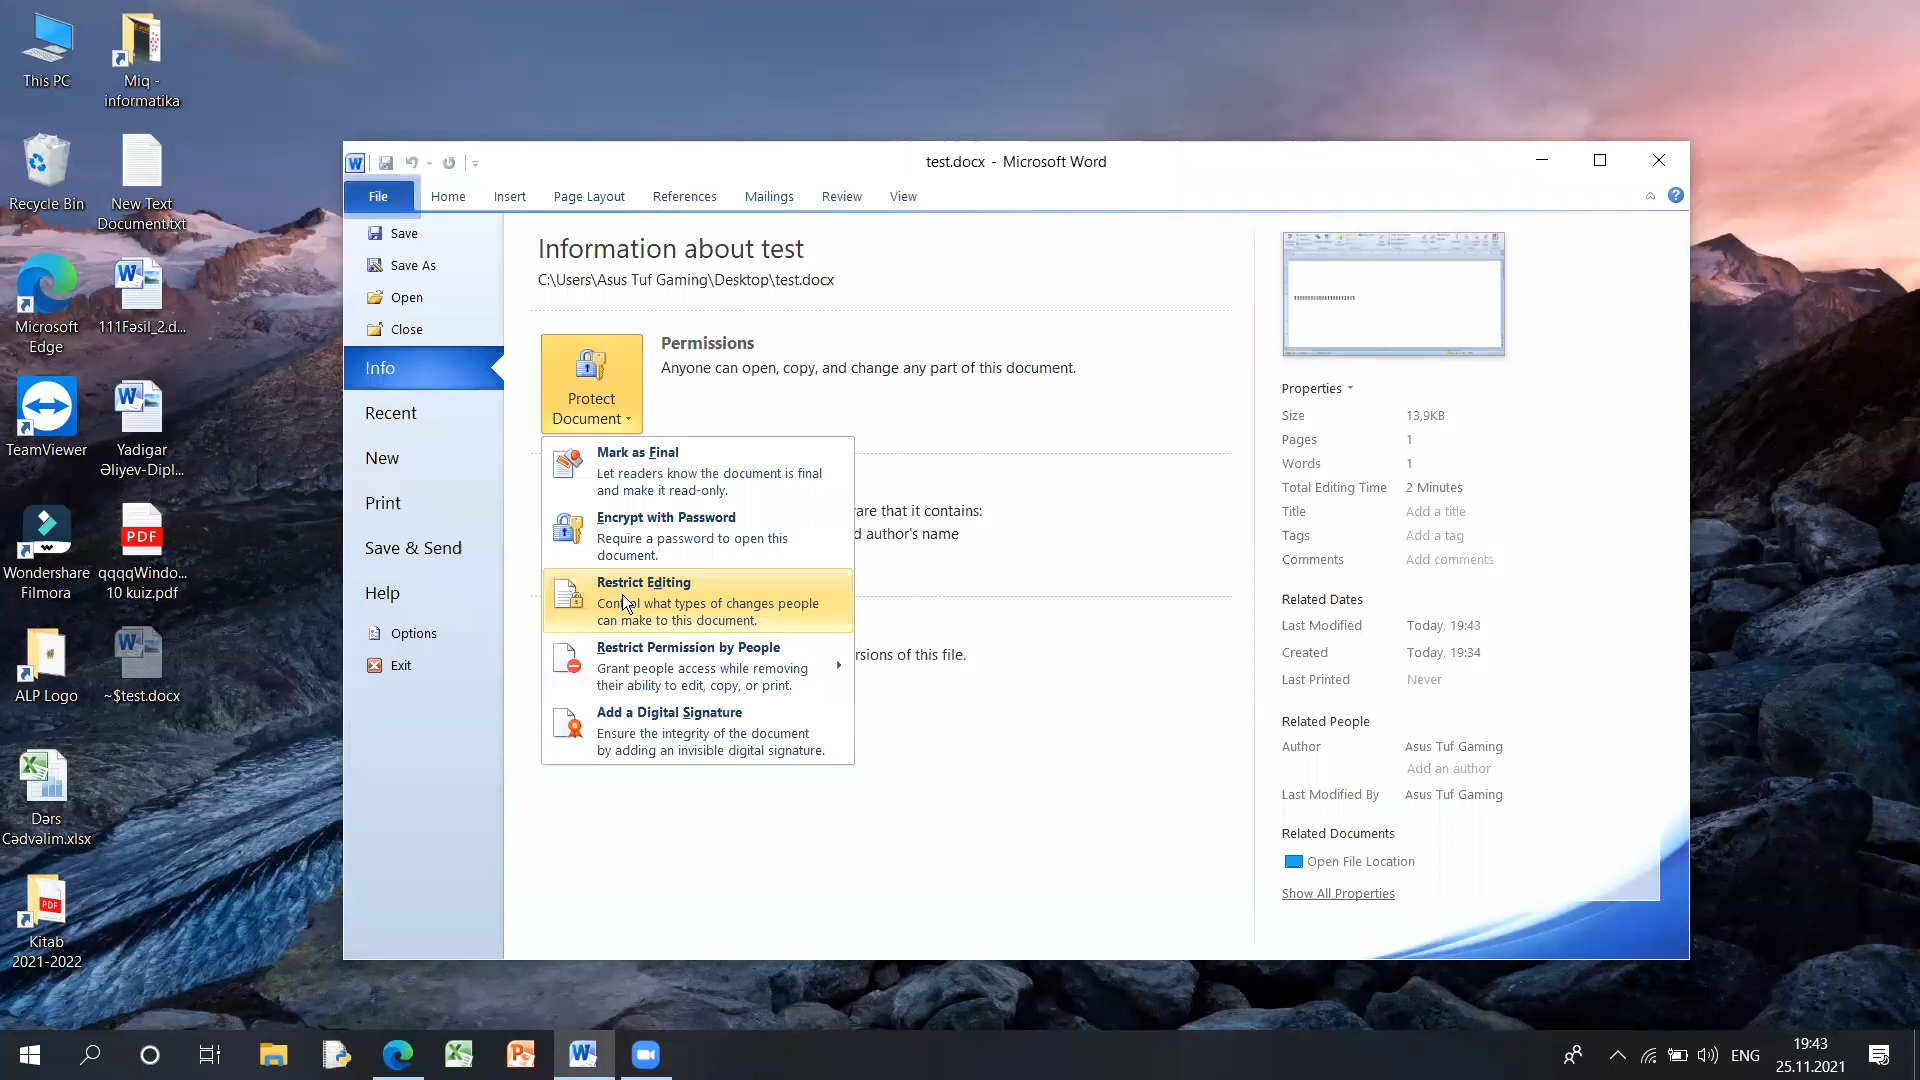 This PC
Miq -
informatika
Recycle Bin
New Text
Document.txt
Microsoft
Edge
111Fəsil_2.d...
TeamViewer
Yadigar
Əliyev-Dipl...
Wondershare
Filmora
PDF
qqqqWindo...
10 kuiz.pdf
ALP Logo
~$test.docx
Dərs
Cədvəlim.xlsx
PDF
Kitab
2021-2022
test.docx - Microsoft Word
File
Home
Insert
Page Layout
References
Mailings
Review
View
Save
Save As
Open
Close
Info
Recent
New
Print
Save & Send
Help
Options
Exit
Information about test
C:\Users\Asus Tuf Gaming\Desktop\test.docx
Protect
Document
Permissions
Anyone can open, copy, and change any part of this document.
Mark as Final
Let readers know the document is final
and make it read-only.
Encrypt with Password
Require a password to open this
document.
Restrict Editing
Control what types of changes people
can make to this document.
Restrict Permission by People
Grant people access while removing
their ability to edit, copy, or print.
Add a Digital Signature
Ensure the integrity of the document
by adding an invisible digital signature.
are that it contains:
d author's name
rsions of this file.
Properties
Size 13,9KB
Pages 1
Words 1
Total Editing Time 2 Minutes
Title Add a title
Tags Add a tag
Comments Add comments
Related Dates
Last Modified Today, 19:43
Created Today, 19:34
Last Printed Never
Related People
Author Asus Tuf Gaming
Add an author
Last Modified By Asus Tuf Gaming
Related Documents
Open File Location
Show All Properties
ENG
19:43
25.11.2021